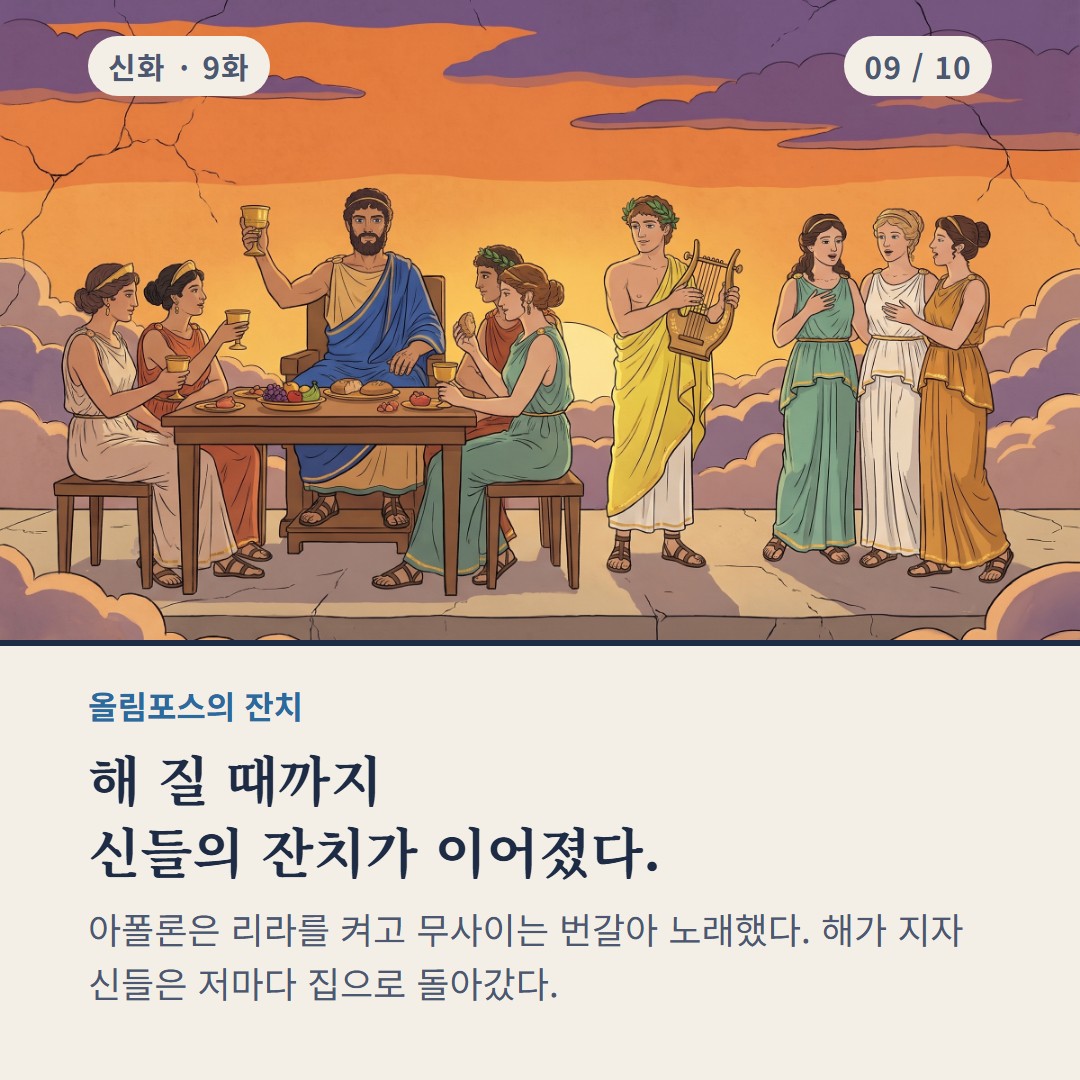 신화 · 9화
09 / 10
올림포스의 잔치
해 질 때까지
신들의 잔치가 이어졌다.
아폴론은 리라를 켜고 무사이는 번갈아 노래했다. 해가 지자
신들은 저마다 집으로 돌아갔다.